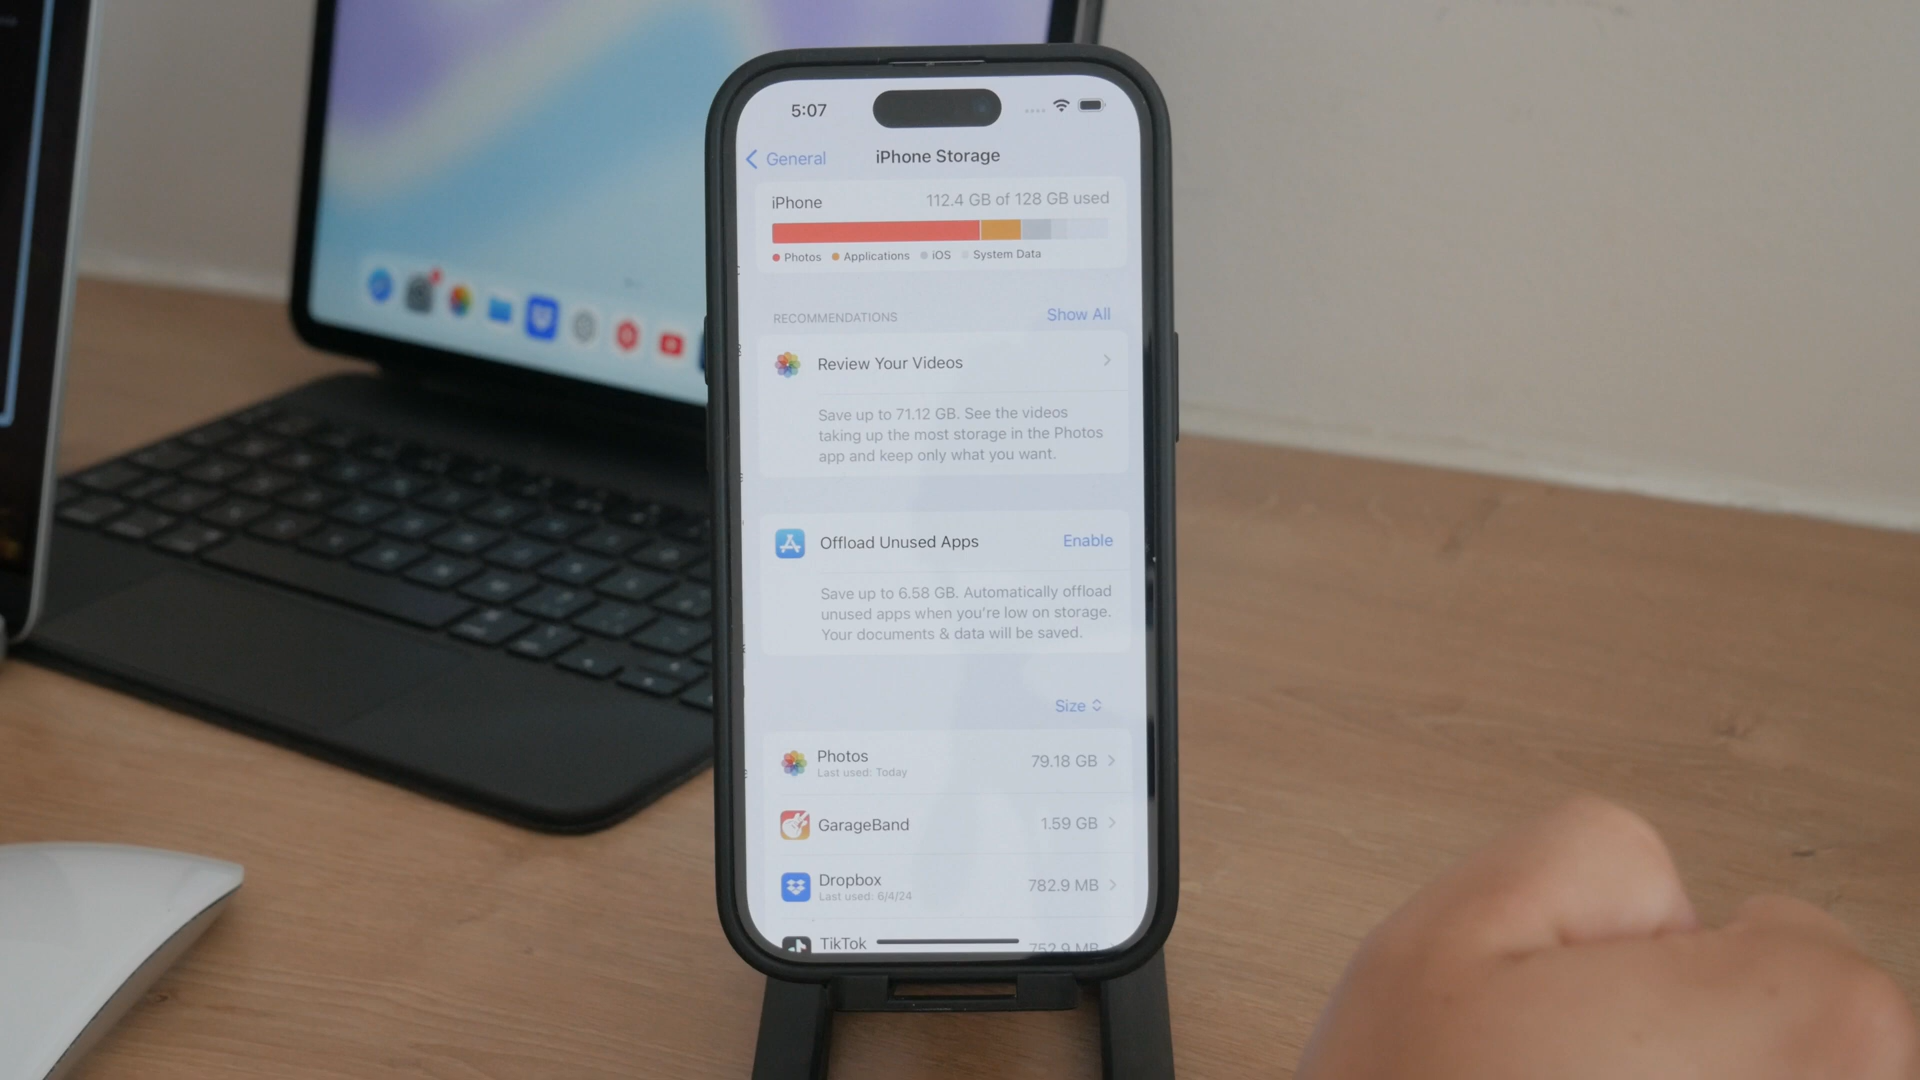 5:07
General
iPhone Storage
iPhone
112.4 GB of 128 GB used
Photos
Applications
iOS
System Data
RECOMMENDATIONS
Show All
Review Your Videos
Save up to 71.12 GB. See the videos
taking up the most storage in the Photos
app and keep only what you want.
Offload Unused Apps
Enable
Save up to 6.58 GB. Automatically offload
unused apps when you're low on storage.
Your documents & data will be saved.
Size
Photos
79.18 GB
Last used: Today
GarageBand
1.59 GB
Dropbox
782.9 MB
Last used: 6/4/24
TikTok
752.9 MB